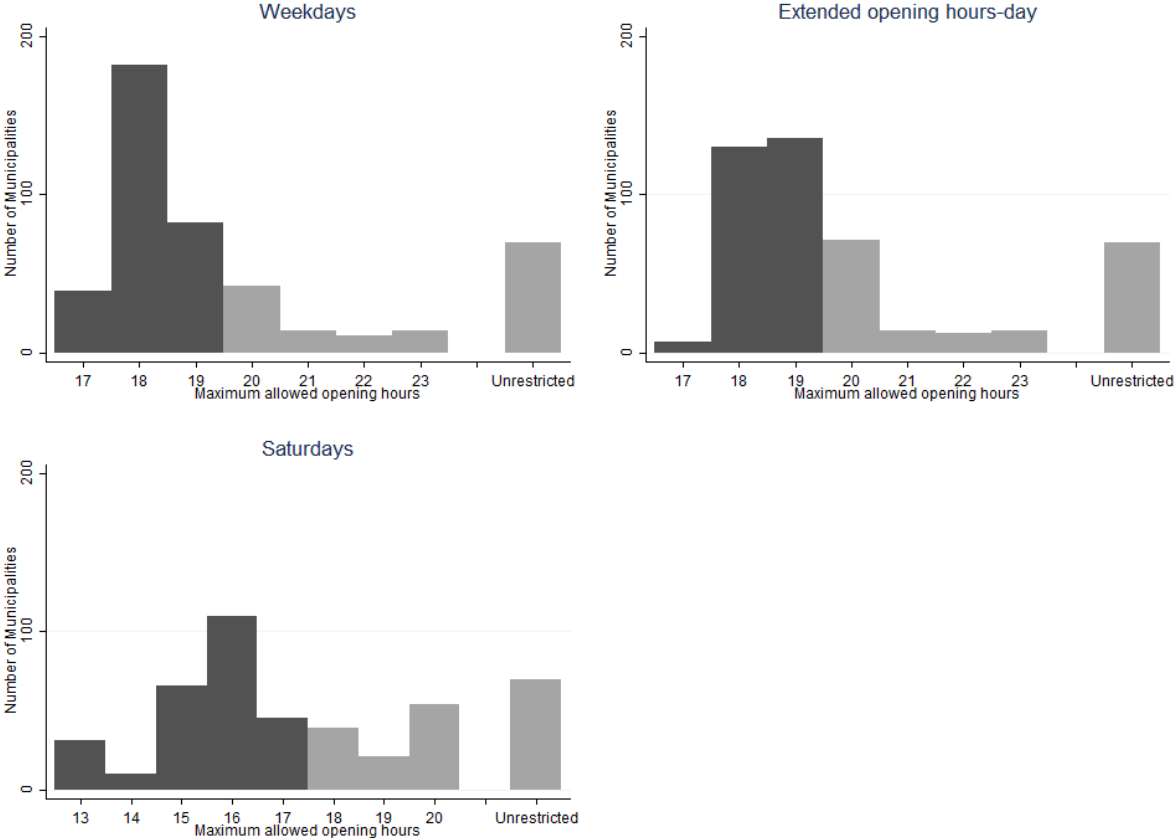 Weekdays
Number of Municipalities
200
100
0
17 18 19 20 21 22 23 Unrestricted
Maximum allowed opening hours
Extended opening hours-day
Number of Municipalities
200
100
0
17 18 19 20 21 22 23 Unrestricted
Maximum allowed opening hours
Saturdays
Number of Municipalities
200
100
0
13 14 15 16 17 18 19 20 Unrestricted
Maximum allowed opening hours